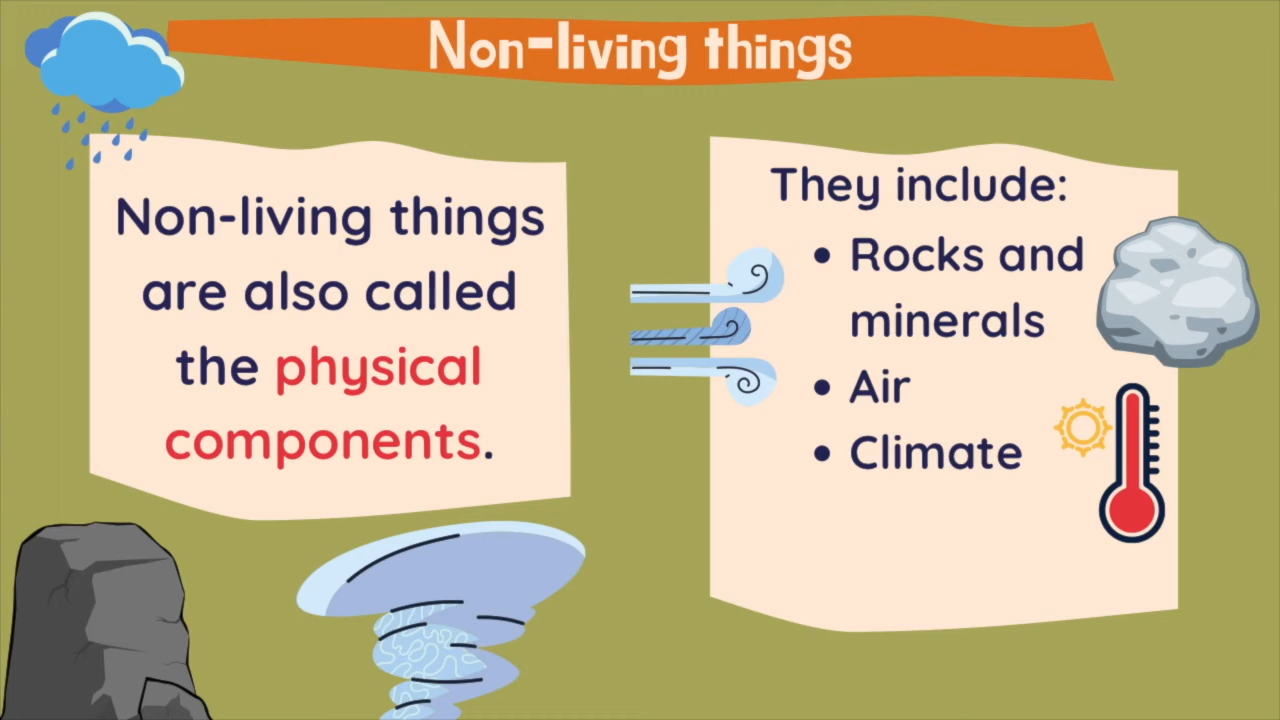 Non-living things
Non-living things
are also called
the physical
components.
They include:
• Rocks and
minerals
• Air
• Climate